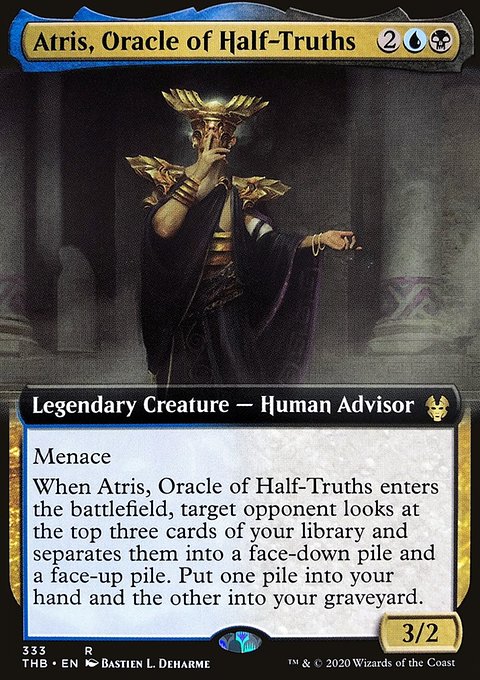 Atris, Oracle of Half-Truths 2
Legendary Creature — Human Advisor
Menace
When Atris, Oracle of Half-Truths enters
the battlefield, target opponent looks at
the top three cards of your library and
separates them into a face-down pile and
a face-up pile. Put one pile into your
hand and the other into your graveyard.
3/2
333 R
THB • EN Bastien L. Deharme ™ & © 2020 Wizards of the Coast